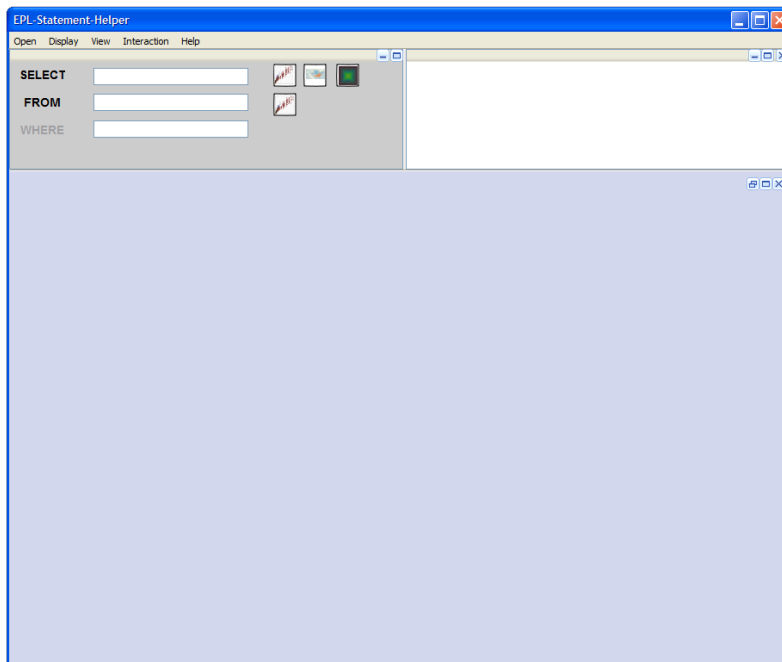 EPL-Statement-Helper
Open Display View Interaction Help
SELECT
FROM
WHERE